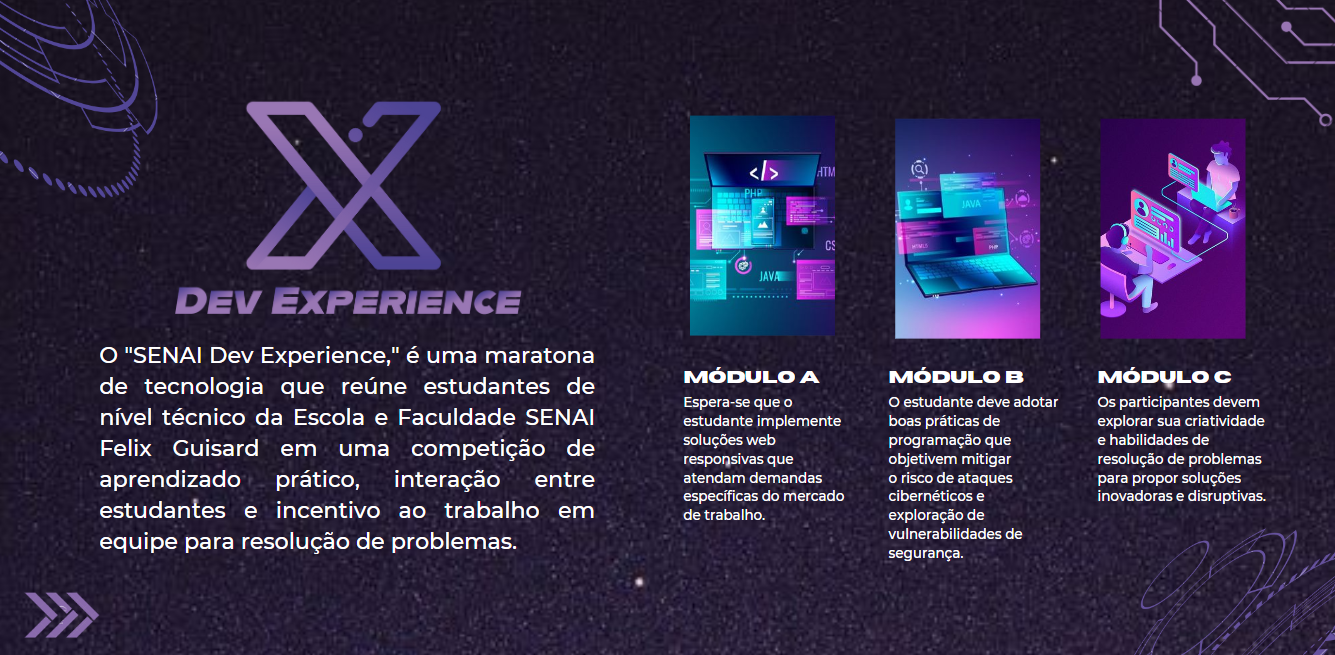 DEV EXPERIENCE
O "SENAI Dev Experience," é uma maratona
de tecnologia que reúne estudantes de
nível técnico da Escola e Faculdade SENAI
Felix Guisard em uma competição de
aprendizado prático, interação entre
estudantes e incentivo ao trabalho em
equipe para resolução de problemas.
</>
HTM
PHP
CS
JAVA
MÓDULO A
Espera-se que o
estudante implemente
soluções web
responsivas que
atendam demandas
específicas do mercado
de trabalho.
JAVA
HTML5
PHP
MÓDULO B
O estudante deve adotar
boas práticas de
programação que
objetivem mitigar
o risco de ataques
cibernéticos e
exploração de
vulnerabilidades de
segurança.
MÓDULO C
Os participantes devem
explorar sua criatividade
e habilidades de
resolução de problemas
para propor soluções
inovadoras e disruptivas.